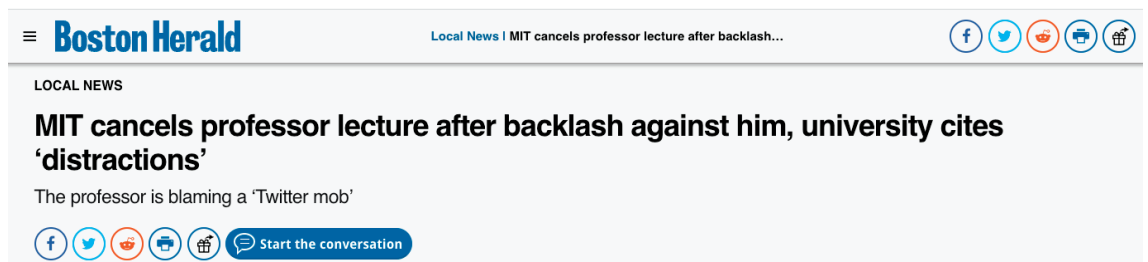 Boston Herald
Local News | MIT cancels professor lecture after backlash...
LOCAL NEWS
MIT cancels professor lecture after backlash against him, university cites
‘distractions’
The professor is blaming a ‘Twitter mob’
Start the conversation